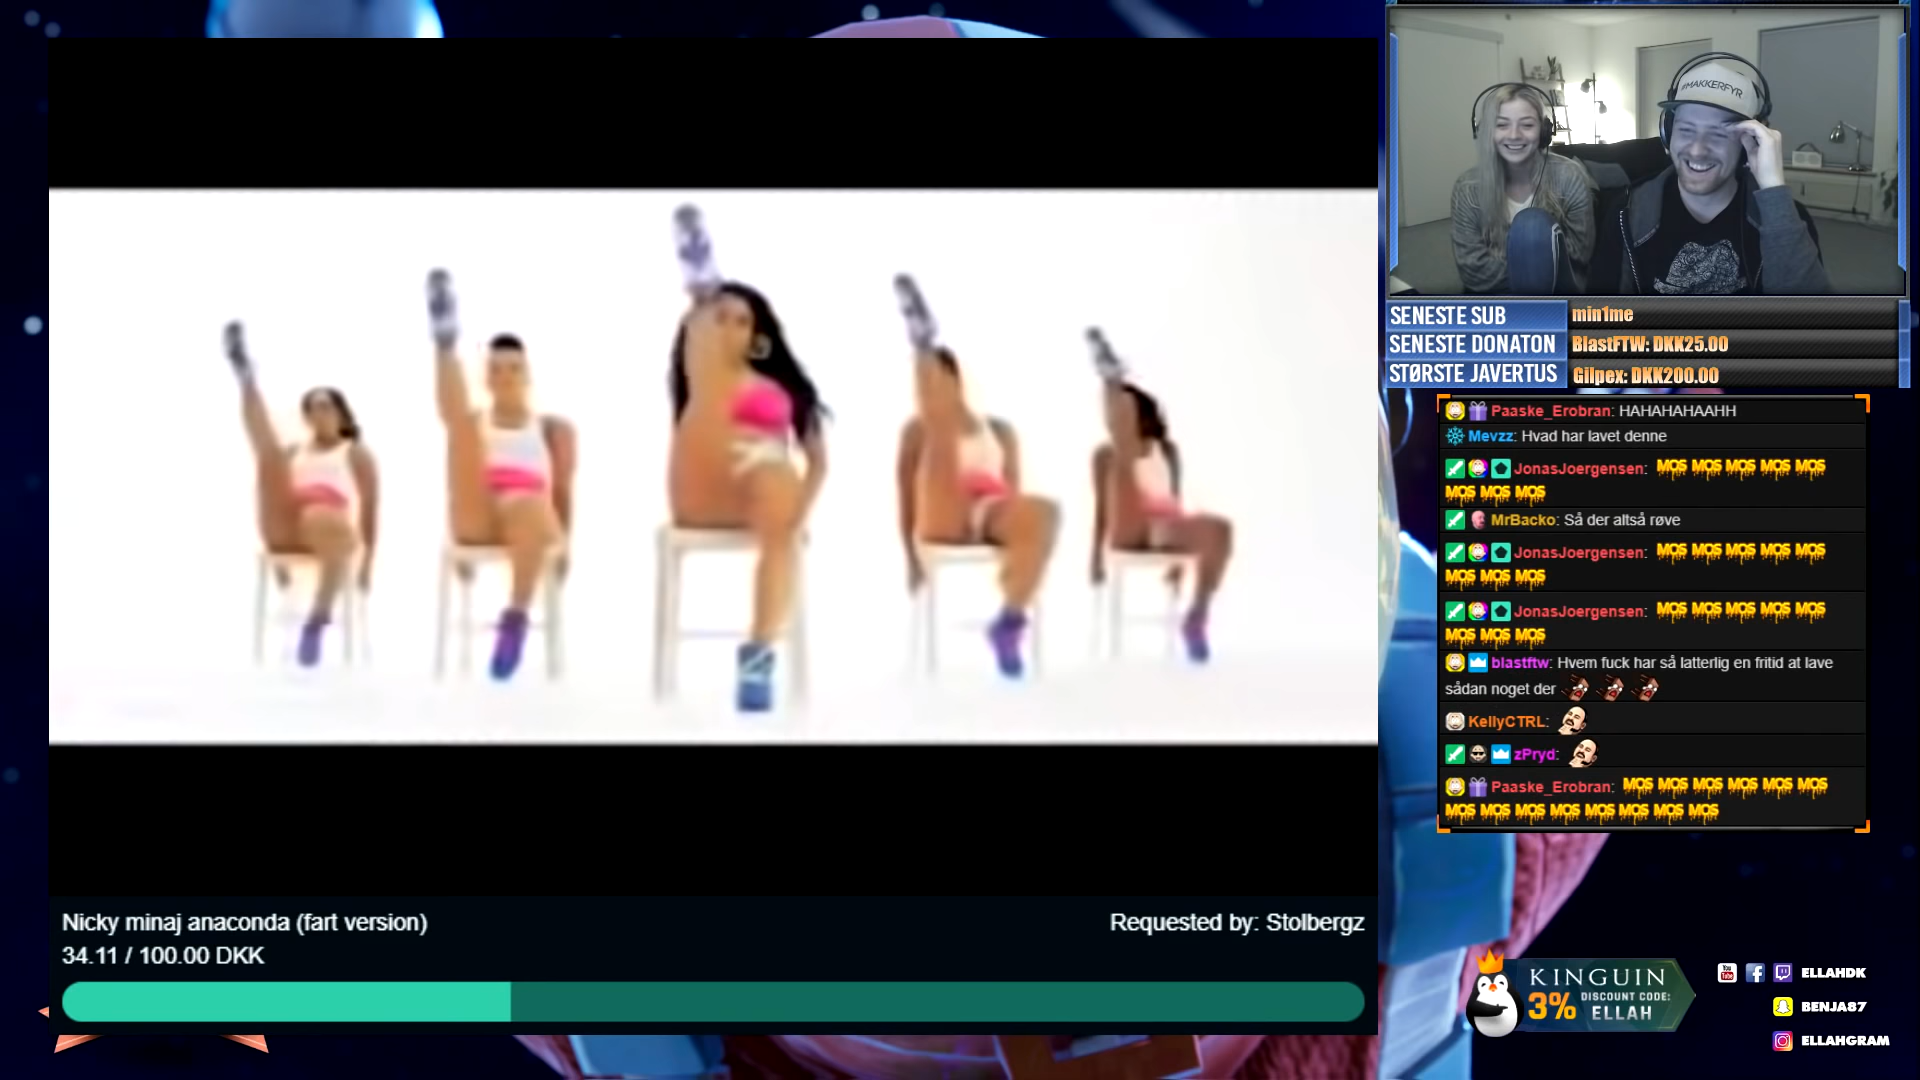 #MAKKERFYR
SENESTE SUB min1me
SENESTE DONATON BlastFTW: DKK25.00
STØRSTE JAVERTUS Gilpex: DKK200.00
Paaske_Erobran: HAHAHAHAAHH
Mevzz: Hvad har lavet denne
JonasJoergensen: MOS MOS MOS MOS MOS
MOS MOS MOS
MrBacko: Så der altså røve
JonasJoergensen: MOS MOS MOS MOS MOS
MOS MOS MOS
JonasJoergensen: MOS MOS MOS MOS MOS
MOS MOS MOS
blastftw: Hvem fuck har så latterlig en fritid at lave
sådan noget der
KellyCTRL:
zPryd:
Paaske_Erobran: MOS MOS MOS MOS MOS MOS
MOS MOS MOS MOS MOS MOS MOS MOS
Nicky minaj anaconda (fart version)
Requested by: Stolbergz
34.11 / 100.00 DKK
KINGUIN
3% DISCOUNT CODE:
ELLAH
You Tube
ELLAHDK
BENJA87
ELLAHGRAM